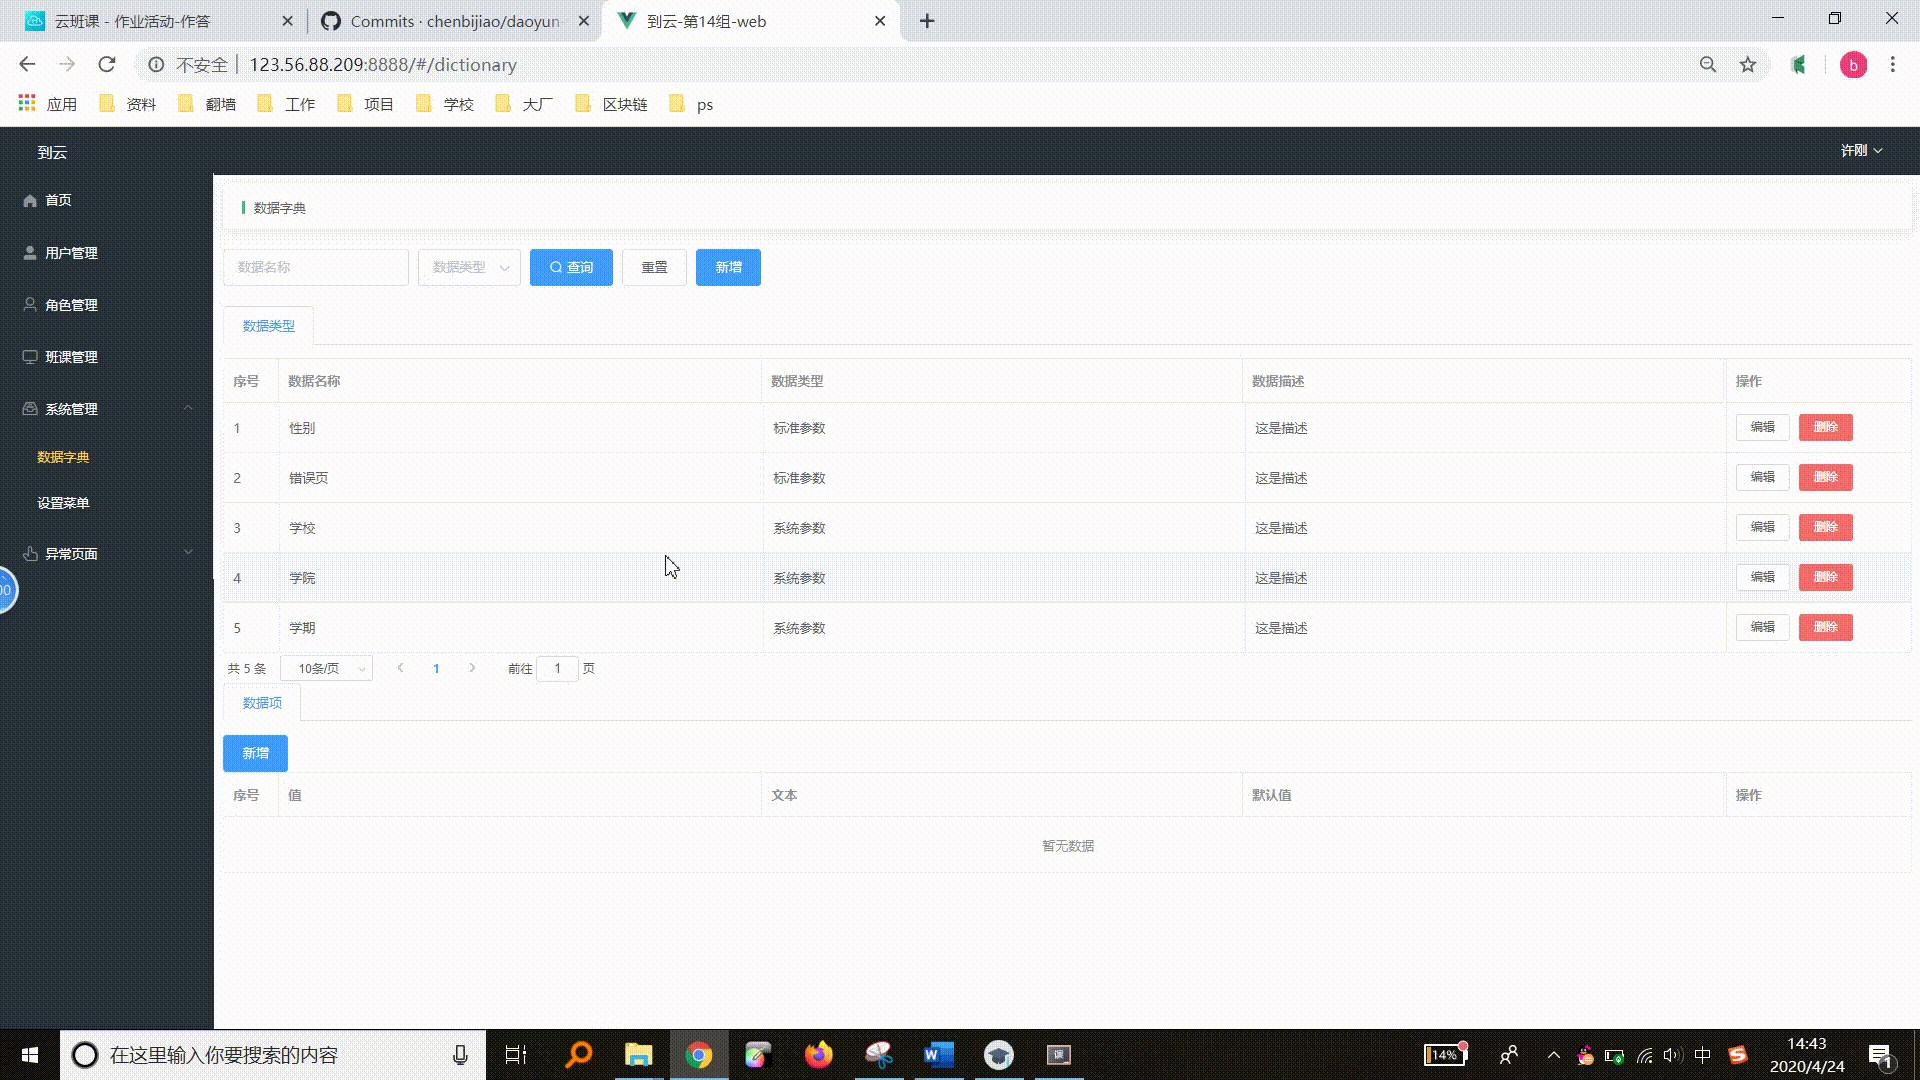 云班课 - 作业活动-作答
Commits · chenbijiao/daoyun-
到云-第14组-web
不安全 123.56.88.209:8888/#/dictionary
b
应用 资料 翻墙 工作 项目 学校 大厂 区块链 ps
到云
许刚
首页
用户管理
角色管理
班课管理
系统管理
数据字典
设置菜单
异常页面
00
数据字典
数据名称 数据类型 查询 重置 新增
数据类型
序号 数据名称 数据类型 数据描述 操作
1 性别 标准参数 这是描述 编辑 删除
2 错误页 标准参数 这是描述 编辑 删除
3 学校 系统参数 这是描述 编辑 删除
4 学院 系统参数 这是描述 编辑 删除
5 学期 系统参数 这是描述 编辑 删除
共 5 条 10条/页 1 前往 1 页
数据项
新增
序号 值 文本 默认值 操作
暂无数据
在这里输入你要搜索的内容
14%
中
14:43
2020/4/24
1